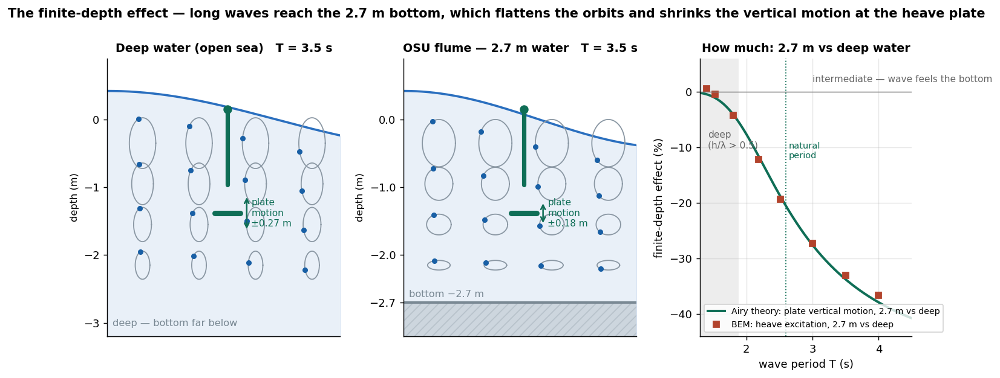 The finite-depth effect — long waves reach the 2.7 m bottom, which flattens the orbits and shrinks the vertical motion at the heave plate
Deep water (open sea)   T = 3.5 s
depth (m)
0
−1
−2
−3
plate
motion
±0.27 m
deep — bottom far below
OSU flume — 2.7 m water   T = 3.5 s
depth (m)
0.0
−1.0
−2.0
−2.7
plate
motion
±0.18 m
bottom −2.7 m
How much: 2.7 m vs deep water
finite-depth effect (%)
0
−10
−20
−30
−40
intermediate — wave feels the bottom
deep
(h/λ > 0.5)
natural
period
Airy theory: plate vertical motion, 2.7 m vs deep
BEM: heave excitation, 2.7 m vs deep
2
3
4
wave period T (s)